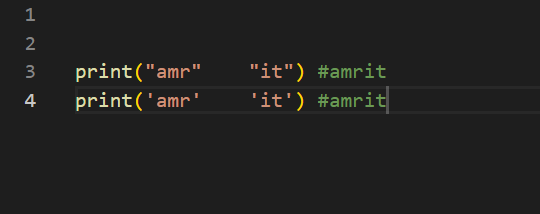 1
2
3 print("amr"    "it") #amrit
4 print('amr'    'it') #amrit